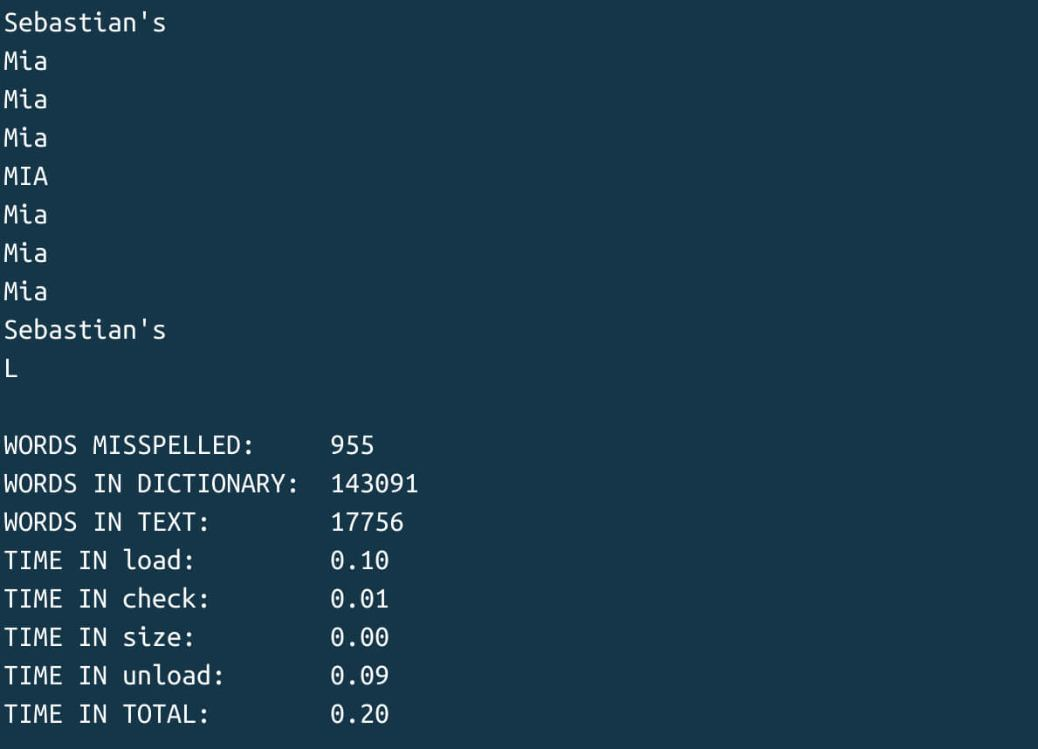 Sebastian's
Mia
Mia
Mia
MIA
Mia
Mia
Mia
Sebastian's
L

WORDS MISSPELLED:     955
WORDS IN DICTIONARY:  143091
WORDS IN TEXT:        17756
TIME IN load:         0.10
TIME IN check:        0.01
TIME IN size:         0.00
TIME IN unload:       0.09
TIME IN TOTAL:        0.20